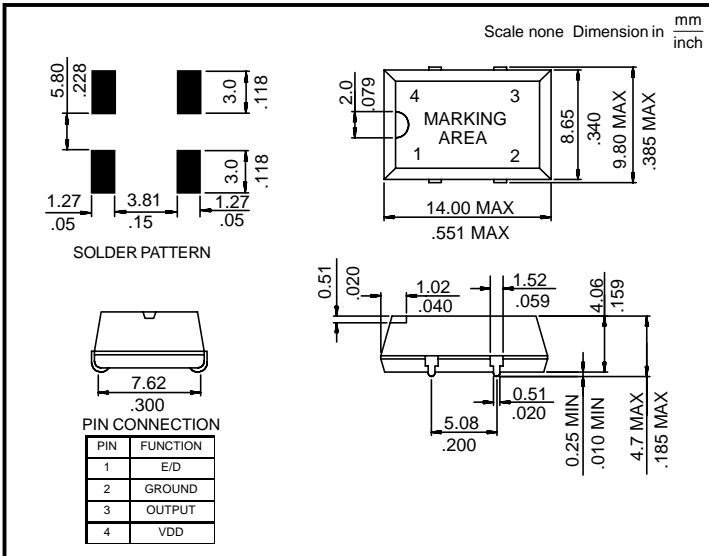 Scale none Dimension in mm
inch
5.80
.228
3.0
.118
3.0
.118
1.27
.05
3.81
.15
1.27
.05
SOLDER PATTERN
2.0
.079
4
3
MARKING
AREA
1
2
8.65
.340
9.80 MAX
.385 MAX
14.00 MAX
.551 MAX
7.62
.300
0.51
.020
1.02
.040
1.52
.059
4.06
.159
0.51
.020
5.08
.200
0.25 MIN
.010 MIN
4.7 MAX
.185 MAX
PIN CONNECTION
PIN FUNCTION
1 E/D
2 GROUND
3 OUTPUT
4 VDD